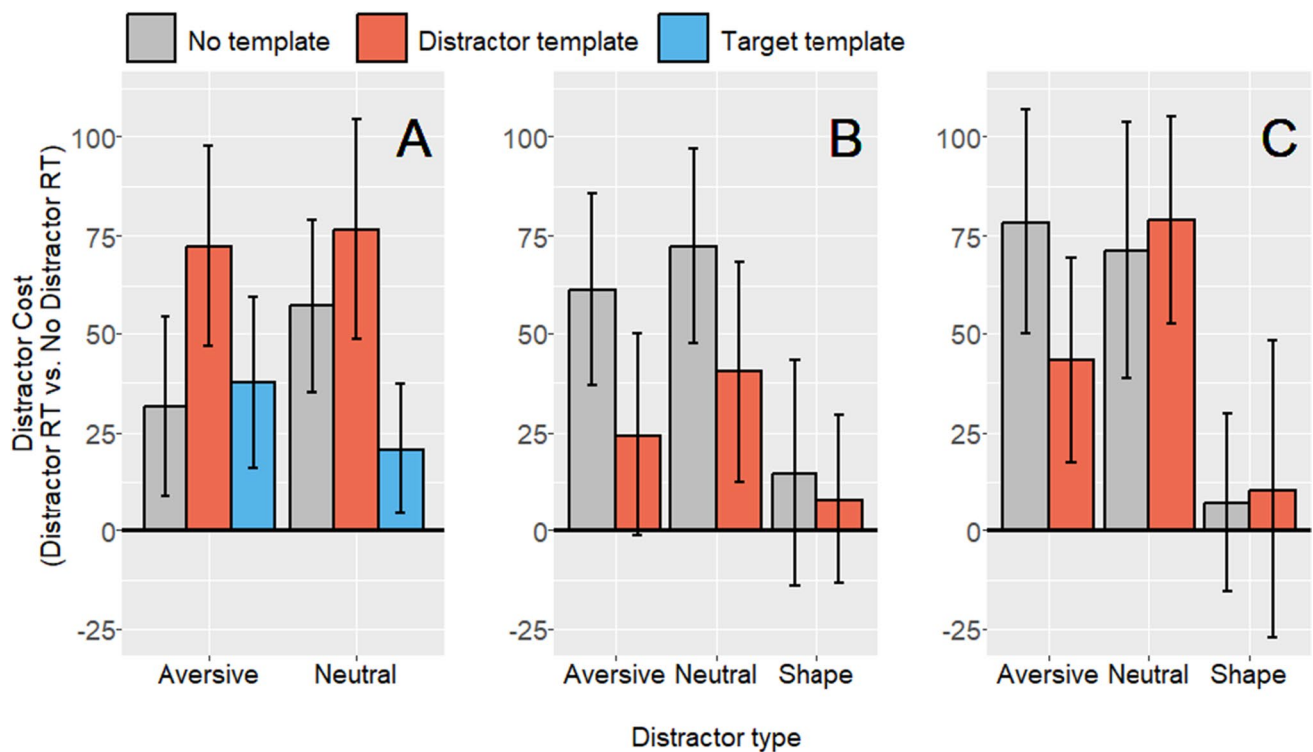 No template Distractor template Target template
Distractor Cost
(Distractor RT vs. No Distractor RT)
A
100
75
50
25
0
-25
Aversive Neutral
B
100
75
50
25
0
-25
Aversive Neutral Shape
C
100
75
50
25
0
-25
Aversive Neutral Shape
Distractor type